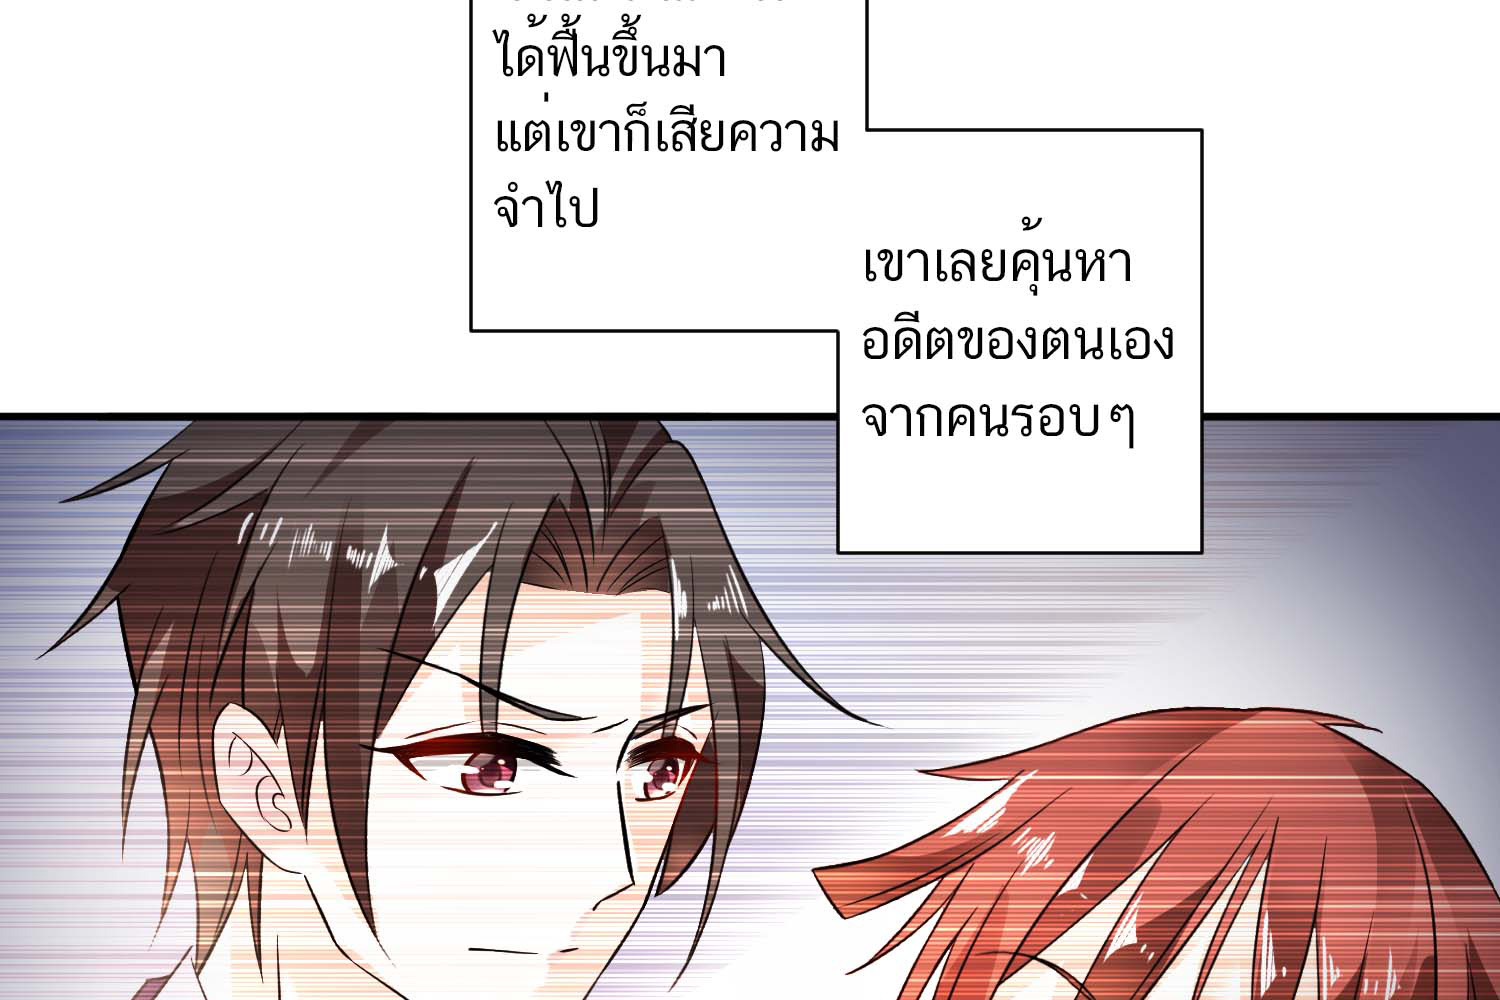 ได้ฟื้นขึ้นมา
แต่เขาก็เสียความ
จำไป
เขาเลยคุ้นหา
อดีตของตนเอง
จากคนรอบๆ